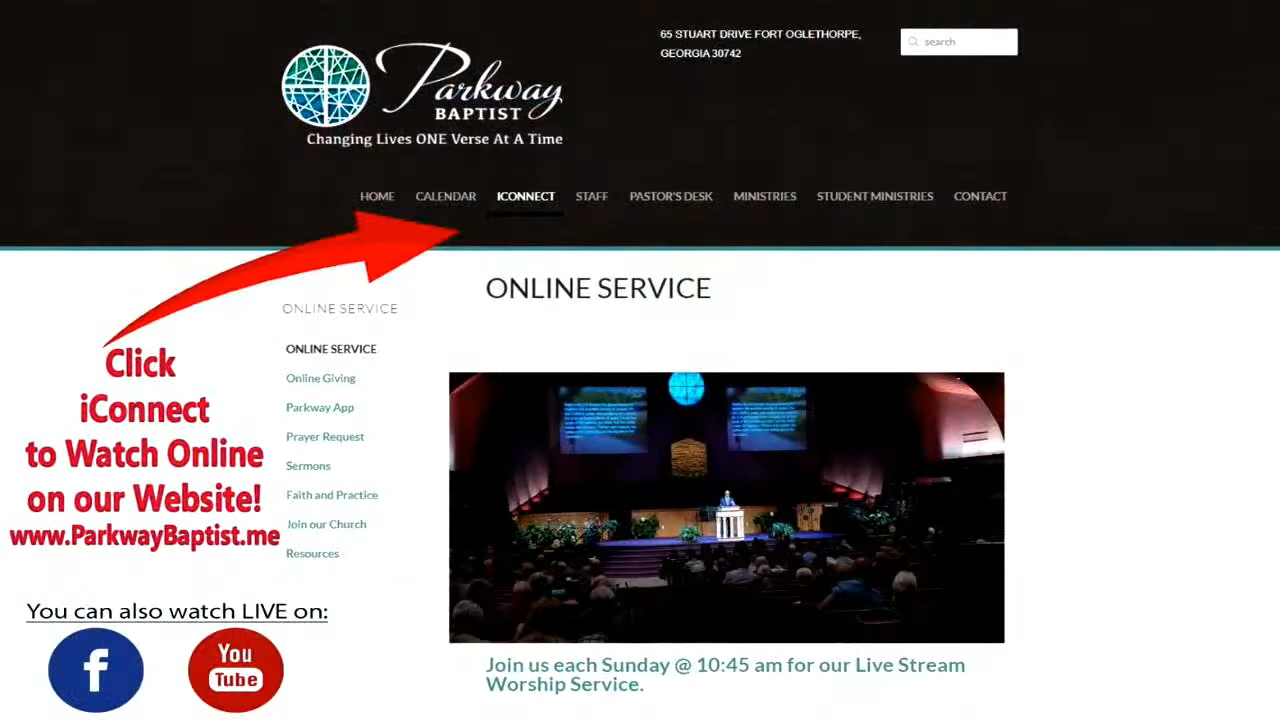 65 STUART DRIVE FORT OGLETHORPE,
GEORGIA 30742
search
Parkway
BAPTIST
Changing Lives ONE Verse At A Time
HOME CALENDAR ICONNECT STAFF PASTOR'S DESK MINISTRIES STUDENT MINISTRIES CONTACT
ONLINE SERVICE
ONLINE SERVICE
ONLINE SERVICE
Online Giving
Parkway App
Prayer Request
Sermons
Faith and Practice
Join our Church
Resources
Click
iConnect
to Watch Online
on our Website!
www.ParkwayBaptist.me
You can also watch LIVE on:
f
You
Tube
Join us each Sunday @ 10:45 am for our Live Stream
Worship Service.